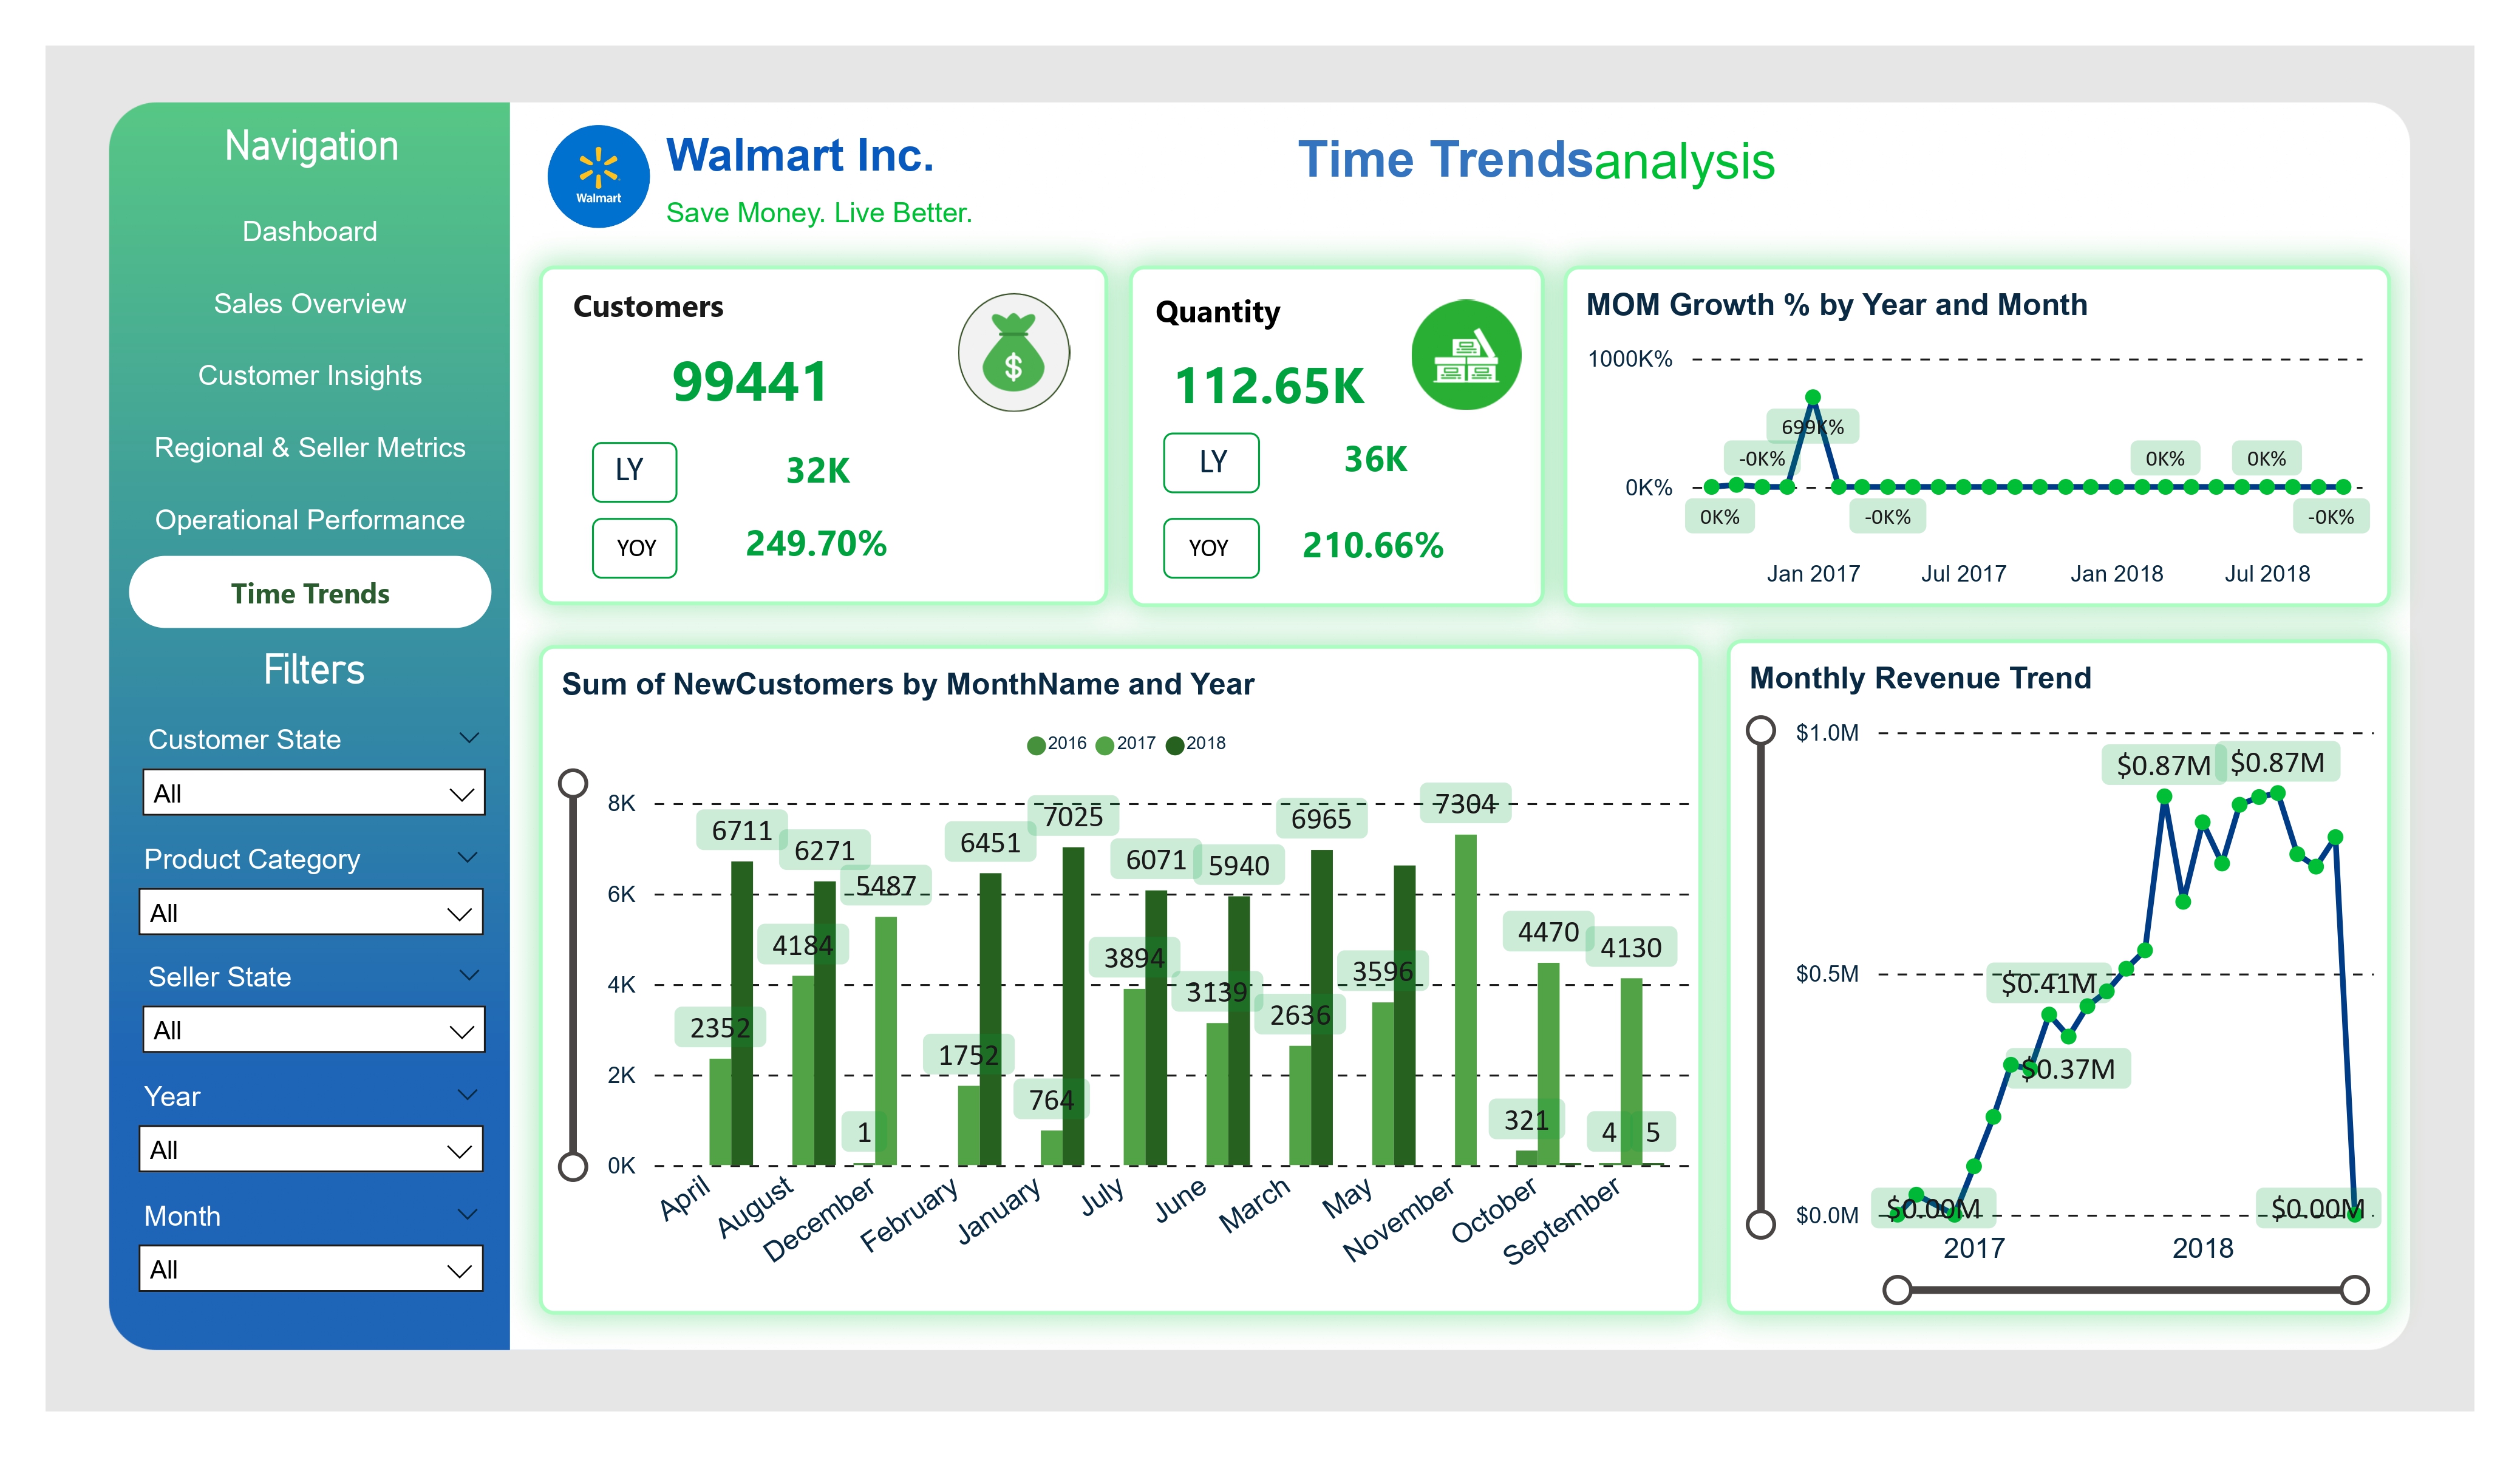 Navigation
Dashboard
Sales Overview
Customer Insights
Regional & Seller Metrics
Operational Performance
Time Trends
Filters
Customer State
All
Product Category
All
Seller State
All
Year
All
Month
All
Walmart
Walmart Inc.
Save Money. Live Better.
Time Trendsanalysis
Customers
99441
LY 32K
YOY 249.70%
Quantity
112.65K
LY 36K
YOY 210.66%
MOM Growth % by Year and Month
1000K%
699K%
-0K% 0K% 0K%
0K%
0K% -0K% -0K%
Jan 2017 Jul 2017 Jan 2018 Jul 2018
Sum of NewCustomers by MonthName and Year
2016 2017 2018
8K
6K
4K
2K
0K
2352 6711
4184 6271
1 5487
1752 6451
764 7025
3894 6071
3139 5940
2636 6965
3596
7304
321 4470
4 4130 5
April August December February January July June March May November October September
Monthly Revenue Trend
$1.0M
$0.87M $0.87M
$0.5M
$0.41M
$0.37M
$0.0M
$0.00M $0.00M
2017 2018